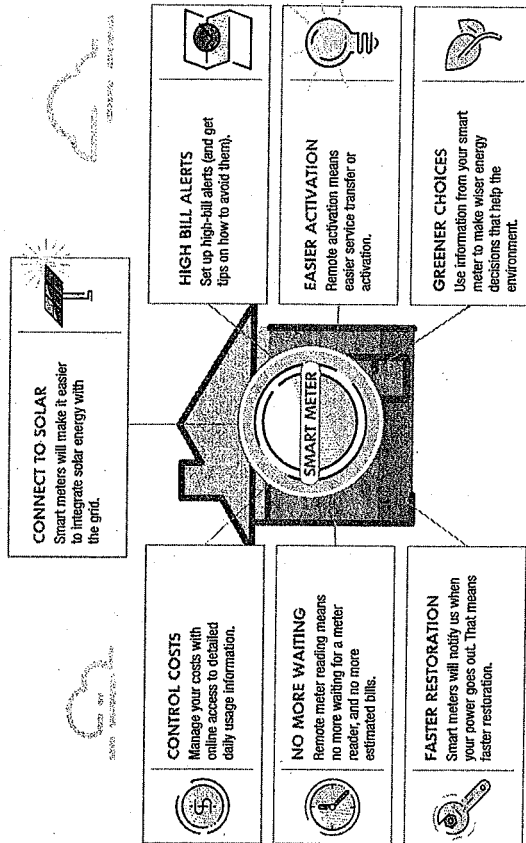 CONNECT TO SOLAR
Smart meters will make it easier
to integrate solar energy with
the grid.
CONTROL COSTS
Manage your costs with
online access to detailed
daily usage information.
NO MORE WAITING
Remote meter reading means
no more waiting for a meter
reader, and no more
estimated bills.
FASTER RESTORATION
Smart meters will notify us when
your power goes out. That means
faster restoration.
SMART METER
HIGH BILL ALERTS
Set up high-bill alerts (and get
tips on how to avoid them).
EASIER ACTIVATION
Remote activation means
easier service transfer or
activation.
GREENER CHOICES
Use information from your smart
meter to make wiser energy
decisions that help the
environment.
$